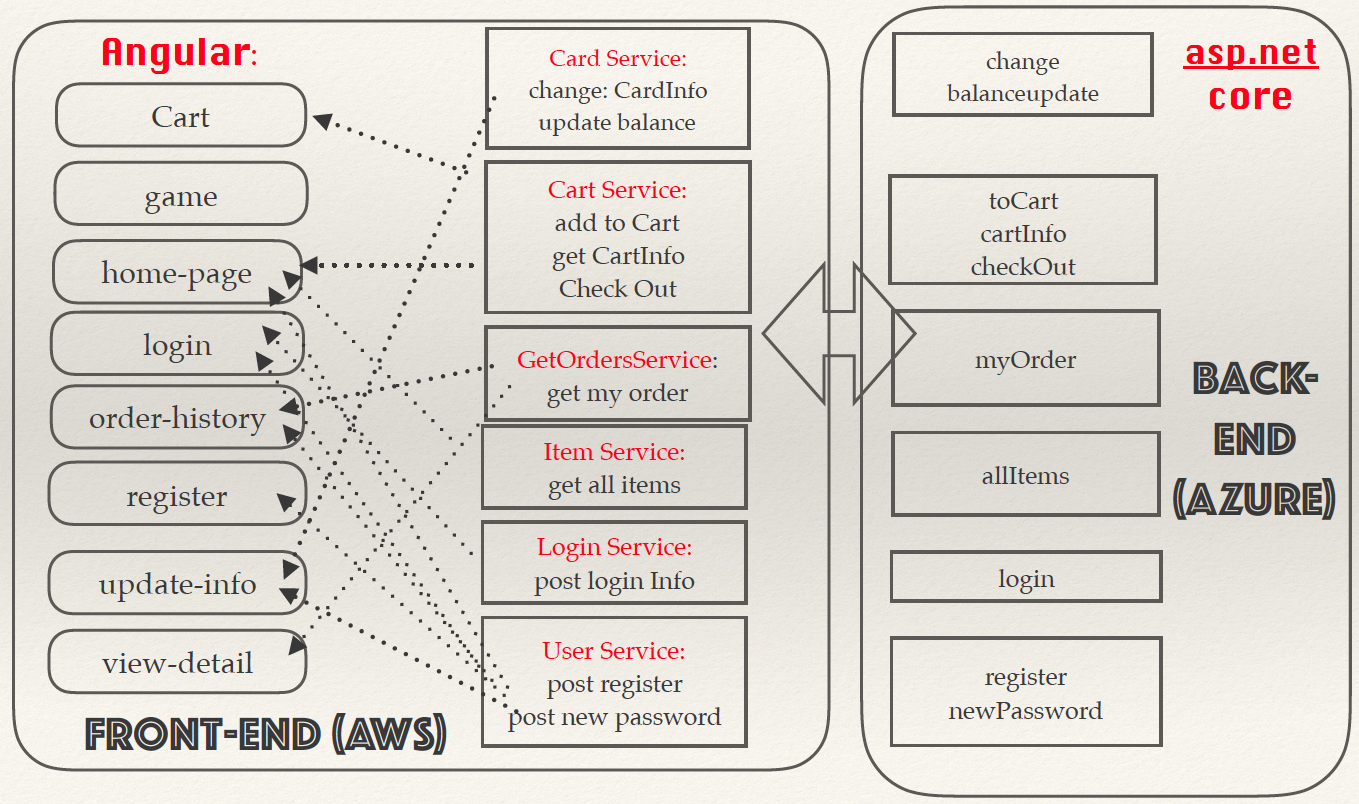 Angular:
Cart
game
home-page
login
order-history
register
update-info
view-detail
FRONT-END (AWS)
Card Service:
change: CardInfo
update balance
Cart Service:
add to Cart
get CartInfo
Check Out
GetOrdersService:
get my order
Item Service:
get all items
Login Service:
post login Info
User Service:
post register
post new password
change
balanceupdate
toCart
cartInfo
checkOut
myOrder
allItems
login
register
newPassword
asp.net
core
BACK-
END
(AZURE)